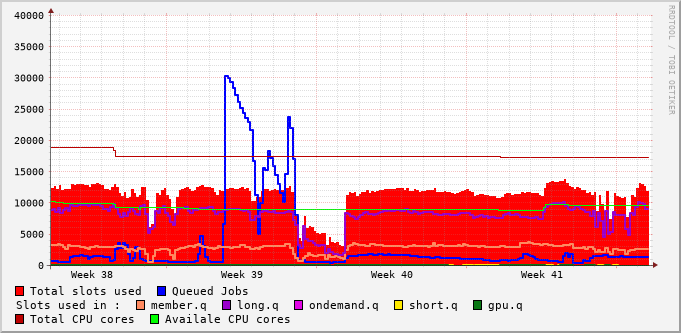 RRDTOOL / TOBI OETIKER
40000
35000
30000
25000
20000
15000
10000
5000
0
Week 38 Week 39 Week 40 Week 41
Total slots used Queued Jobs
Slots used in : member.q long.q ondemand.q short.q gpu.q
Total CPU cores Availale CPU cores